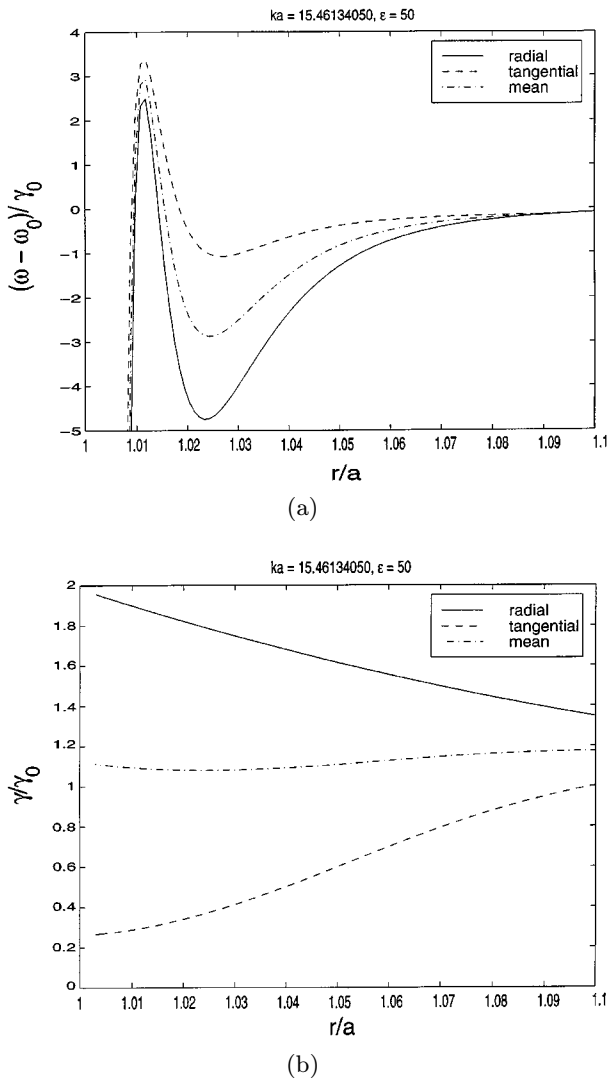 ka = 15.46134050, ε = 50
radial
tangential
mean
4
3
2
1
0
−1
−2
−3
−4
−5
(ω − ω₀)/γ₀
1 1.01 1.02 1.03 1.04 1.05 1.06 1.07 1.08 1.09 1.1
r/a
(a)
ka = 15.46134050, ε = 50
radial
tangential
mean
2
1.8
1.6
1.4
1.2
1
0.8
0.6
0.4
0.2
0
γ/γ₀
1 1.01 1.02 1.03 1.04 1.05 1.06 1.07 1.08 1.09 1.1
r/a
(b)